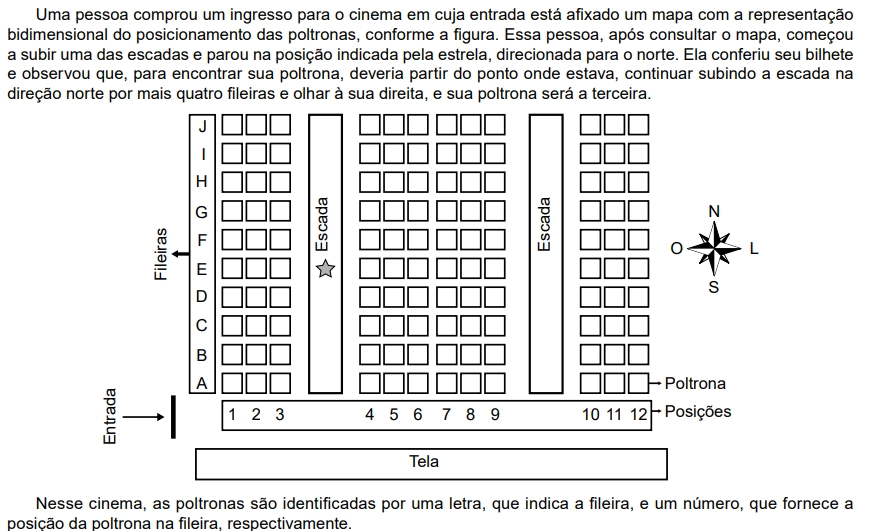 Uma pessoa comprou um ingresso para o cinema em cuja entrada está afixado um mapa com a representação
bidimensional do posicionamento das poltronas, conforme a figura. Essa pessoa, após consultar o mapa, começou
a subir uma das escadas e parou na posição indicada pela estrela, direcionada para o norte. Ela conferiu seu bilhete
e observou que, para encontrar sua poltrona, deveria partir do ponto onde estava, continuar subindo a escada na
direção norte por mais quatro fileiras e olhar à sua direita, e sua poltrona será a terceira.
J
I
H
G
F
E
D
C
B
A
Fileiras
Escada
Escada
N
O
L
S
Poltrona
Entrada
1 2 3 4 5 6 7 8 9 10 11 12
Posições
Tela
Nesse cinema, as poltronas são identificadas por uma letra, que indica a fileira, e um número, que fornece a
posição da poltrona na fileira, respectivamente.